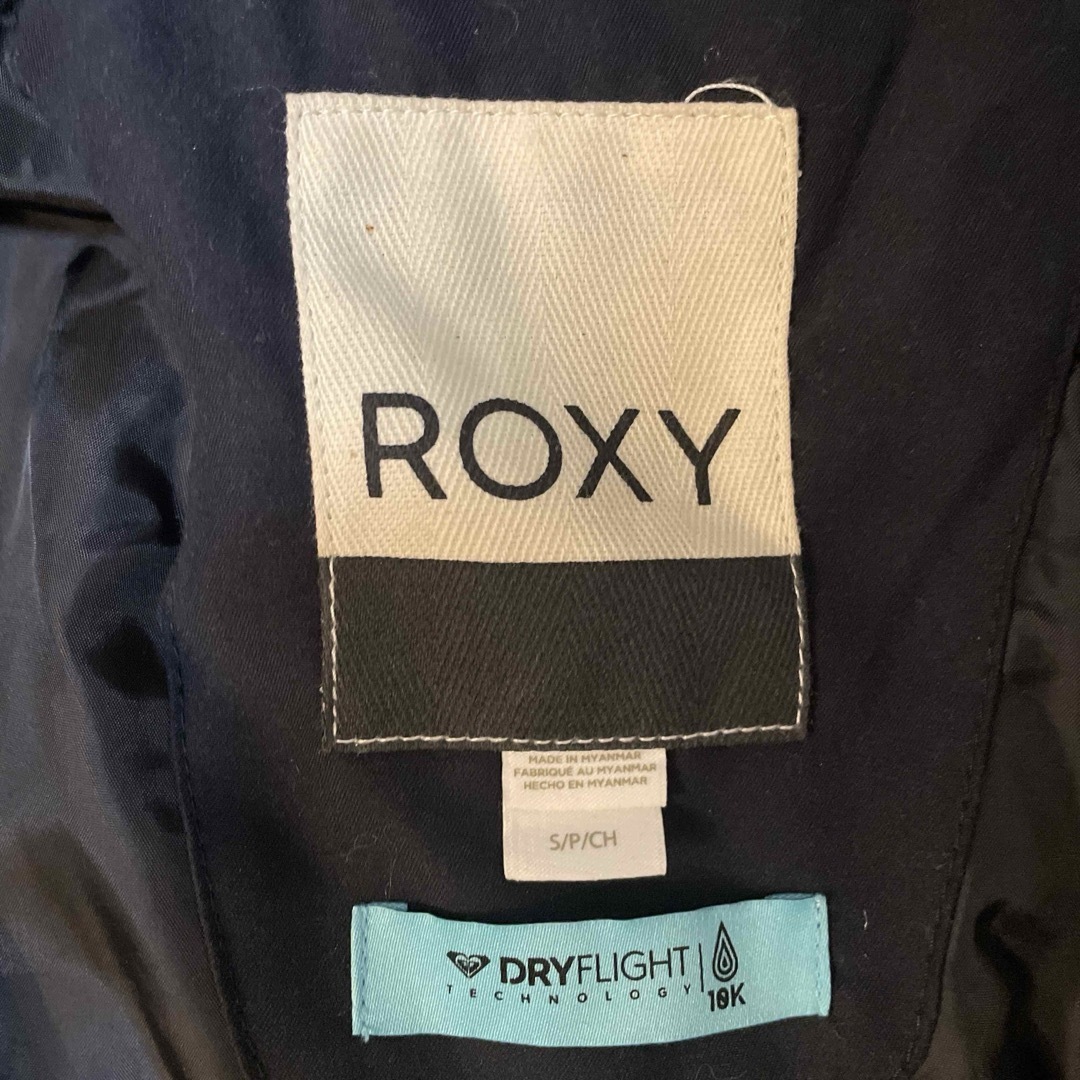 ROXY
MADE IN MYANMAR
FABRIQUÉ AU MYANMAR
HECHO EN MYANMAR
S/P/CH
DRYFLIGHT
TECHNOLOGY
10K